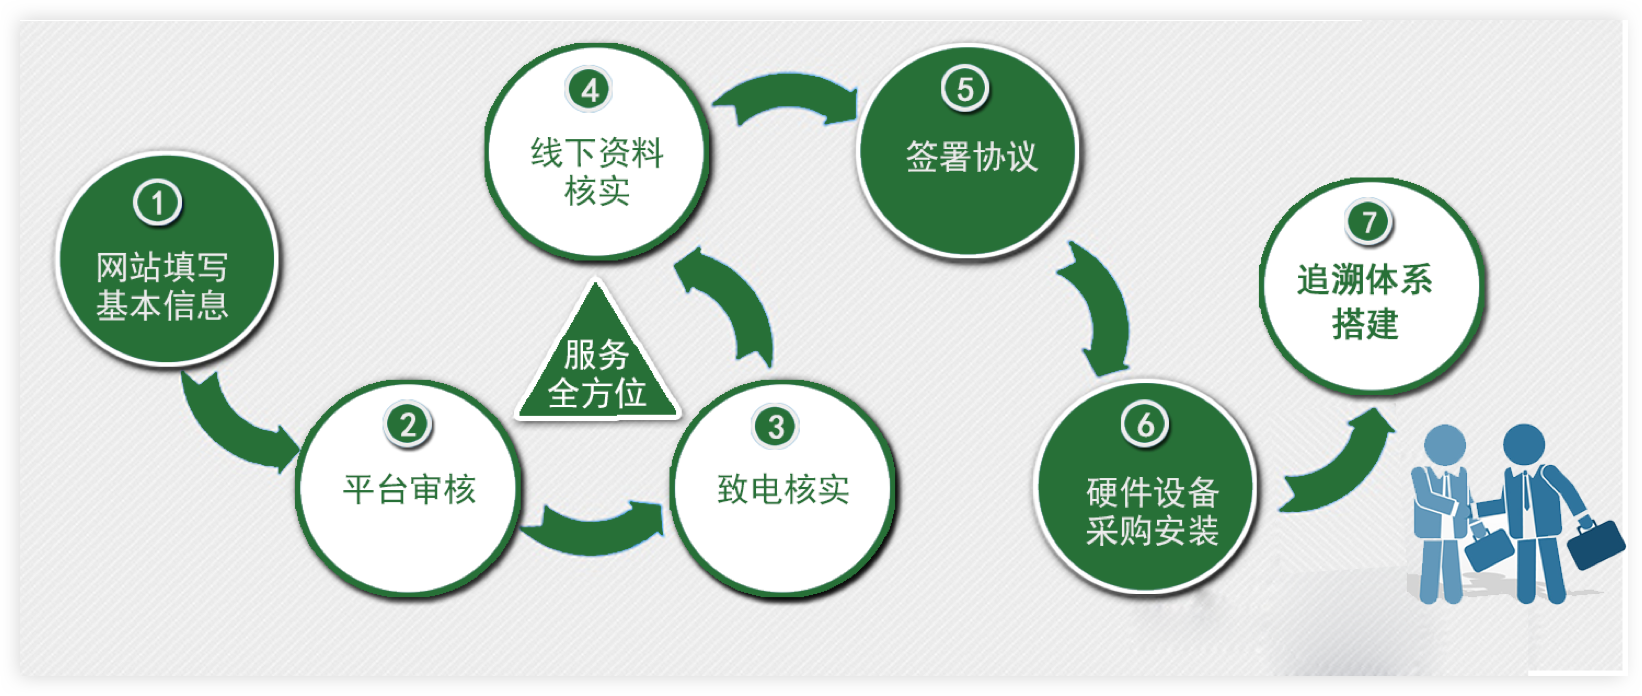 1
网站填写
基本信息
2
平台审核
3
致电核实
4
线下资料
核实
服务
全方位
5
签署协议
6
硬件设备
采购安装
7
追溯体系
搭建